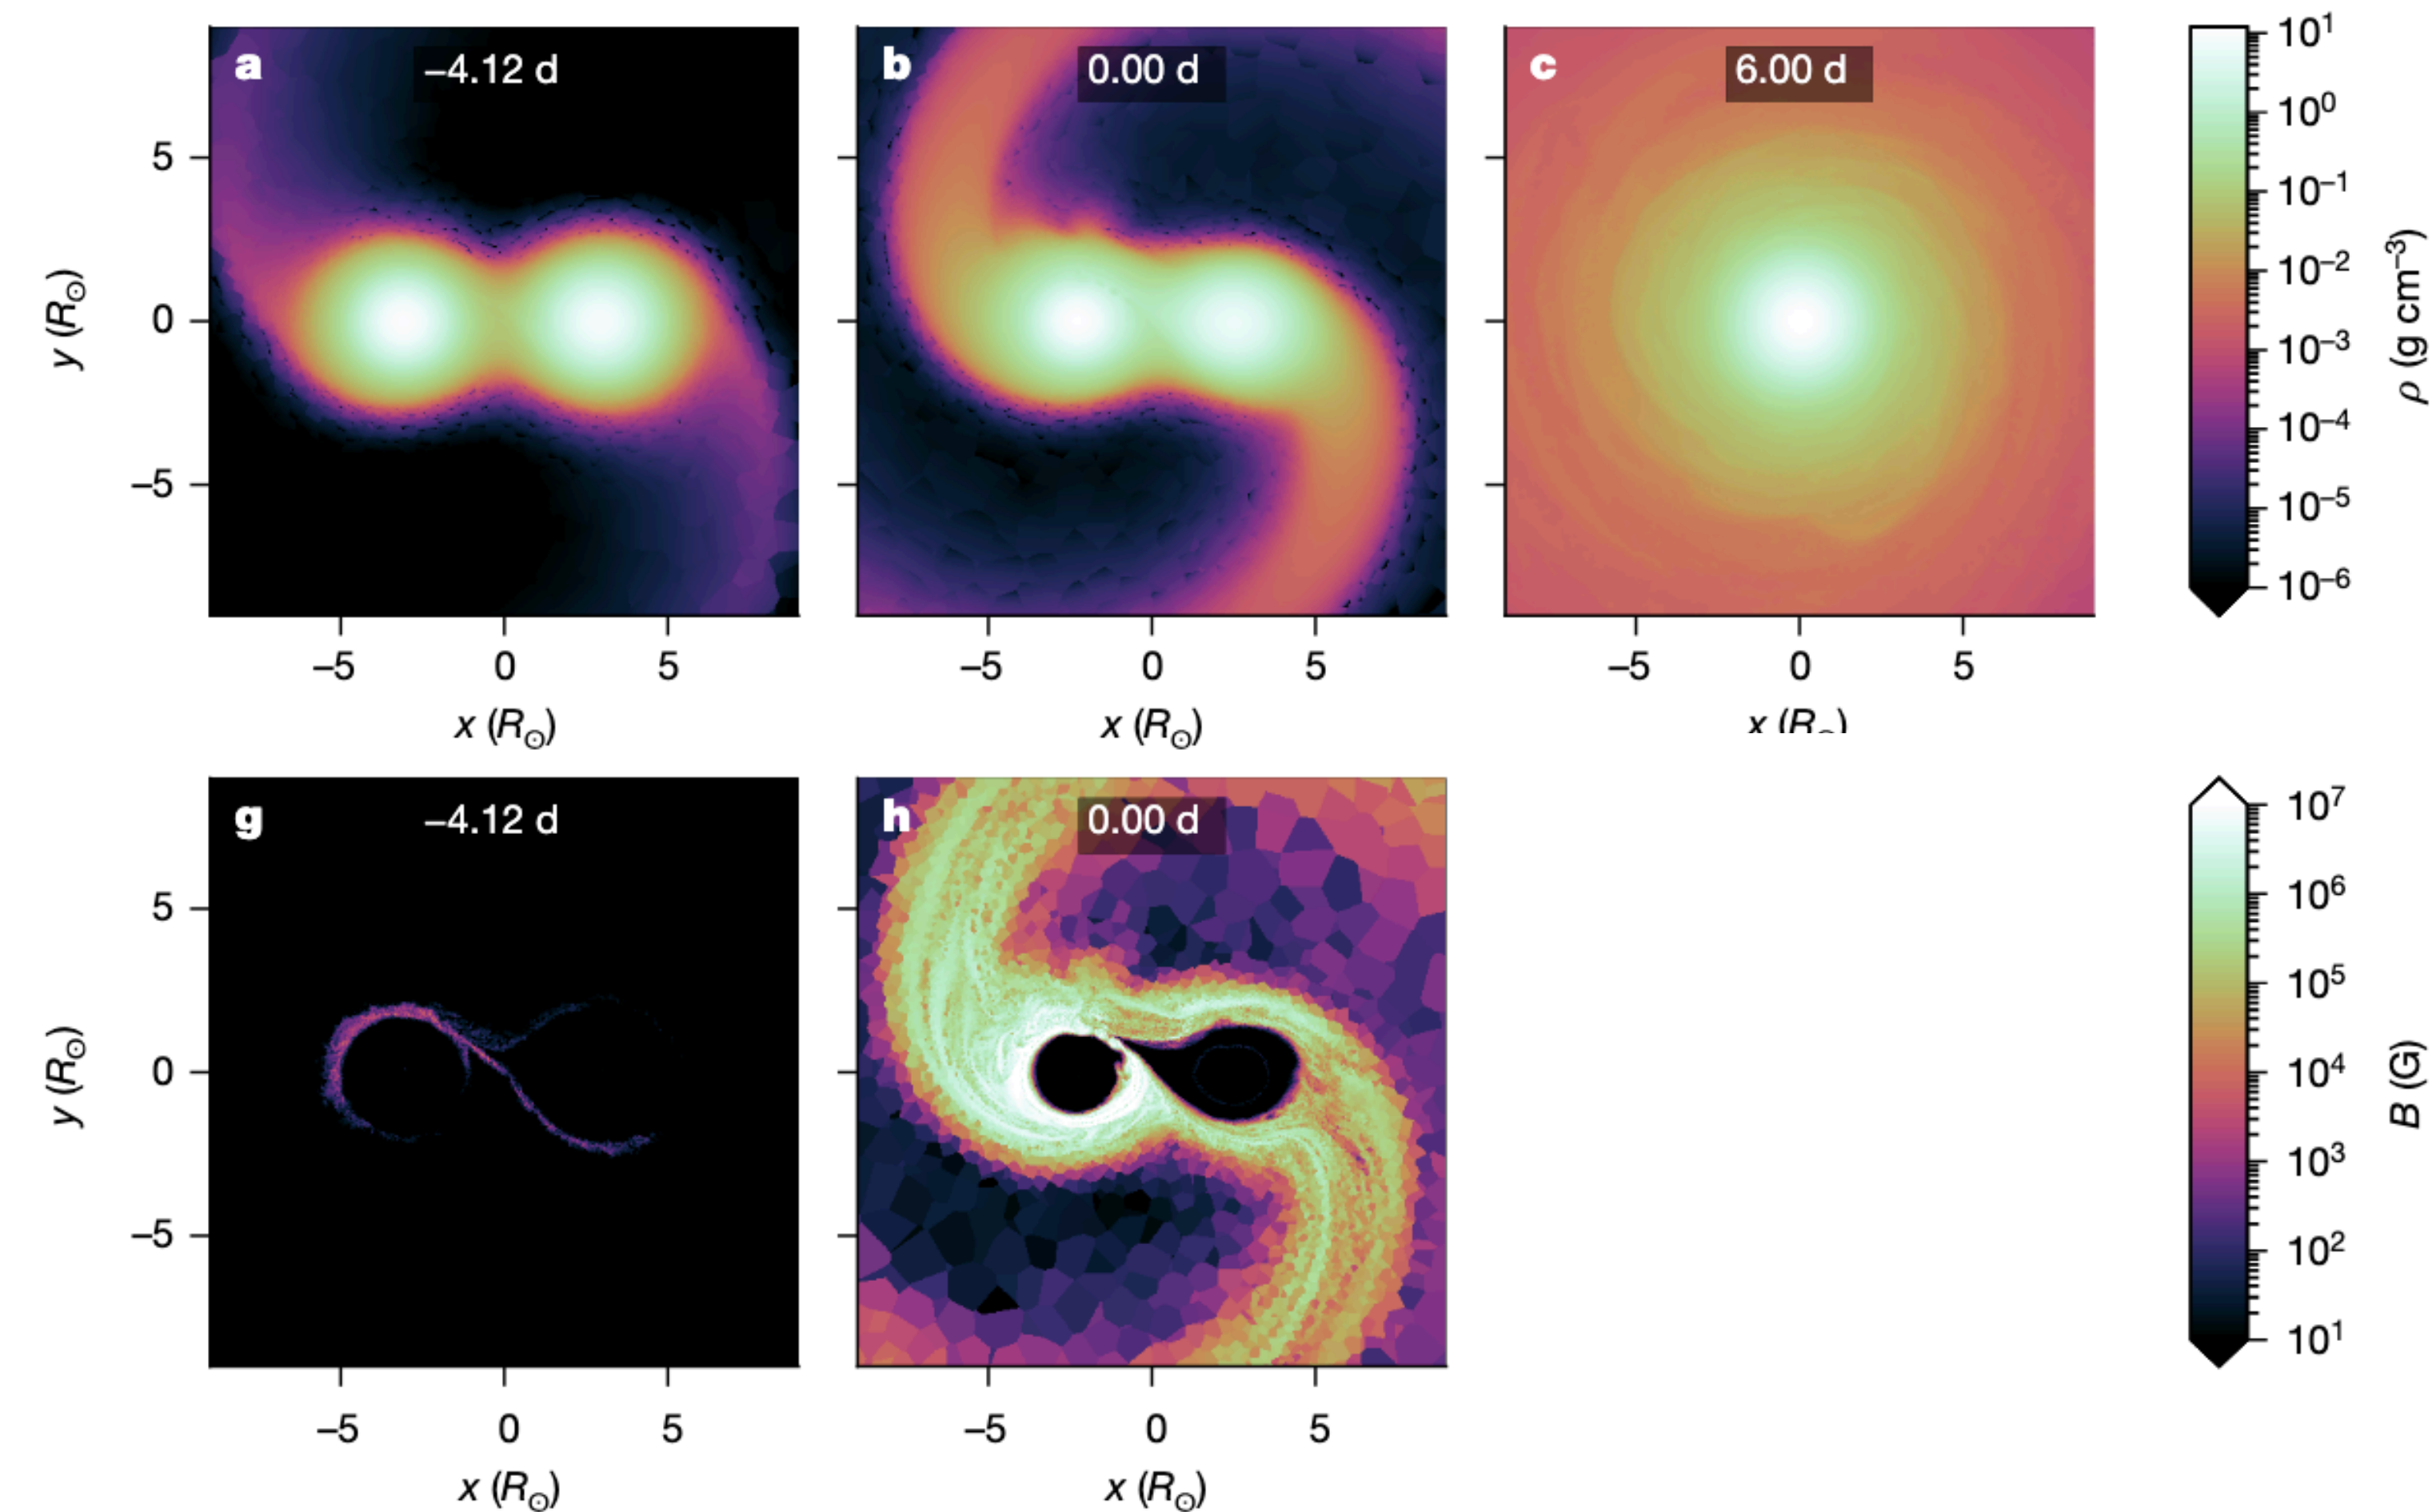 a
−4.12 d
b
0.00 d
c
6.00 d
10¹
10⁰
10⁻¹
10⁻²
10⁻³
10⁻⁴
10⁻⁵
10⁻⁶
ρ (g cm⁻³)
5
0
−5
y (R☉)
−5 0 5
−5 0 5
−5 0 5
x (R☉)
x (R☉)
x (R☉)
g
−4.12 d
h
0.00 d
10⁷
10⁶
10⁵
10⁴
10³
10²
10¹
B (G)
5
0
−5
y (R☉)
−5 0 5
−5 0 5
x (R☉)
x (R☉)